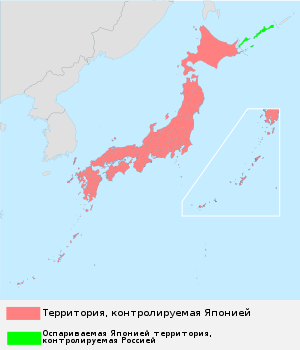 Территория, контролируемая Японией
Оспариваемая Японией территория,
контролируемая Россией